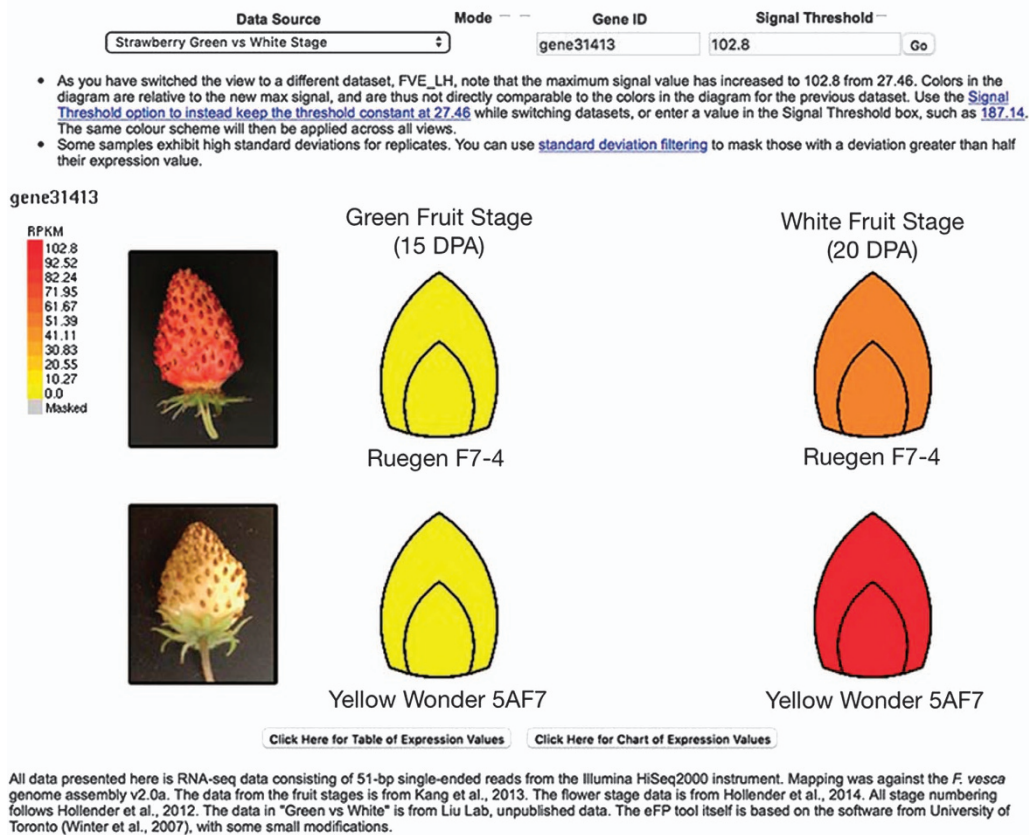 Data Source Mode Gene ID Signal Threshold
Strawberry Green vs White Stage gene31413 102.8 Go
• As you have switched the view to a different dataset, FVE_LH, note that the maximum signal value has increased to 102.8 from 27.46. Colors in the
diagram are relative to the new max signal, and are thus not directly comparable to the colors in the diagram for the previous dataset. Use the Signal
Threshold option to instead keep the threshold constant at 27.46 while switching datasets, or enter a value in the Signal Threshold box, such as 187.14.
The same colour scheme will then be applied across all views.
• Some samples exhibit high standard deviations for replicates. You can use standard deviation filtering to mask those with a deviation greater than half
their expression value.
gene31413
RPKM
102.8
92.52
82.24
71.95
61.67
51.39
41.11
30.83
20.55
10.27
0.0
Masked
Green Fruit Stage
(15 DPA)
White Fruit Stage
(20 DPA)
Ruegen F7-4
Ruegen F7-4
Yellow Wonder 5AF7
Yellow Wonder 5AF7
Click Here for Table of Expression Values Click Here for Chart of Expression Values
All data presented here is RNA-seq data consisting of 51-bp single-ended reads from the Illumina HiSeq2000 instrument. Mapping was against the F. vesca
genome assembly v2.0a. The data from the fruit stages is from Kang et al., 2013. The flower stage data is from Hollender et al., 2014. All stage numbering
follows Hollender et al., 2012. The data in "Green vs White" is from Liu Lab, unpublished data. The eFP tool itself is based on the software from University of
Toronto (Winter et al., 2007), with some small modifications.